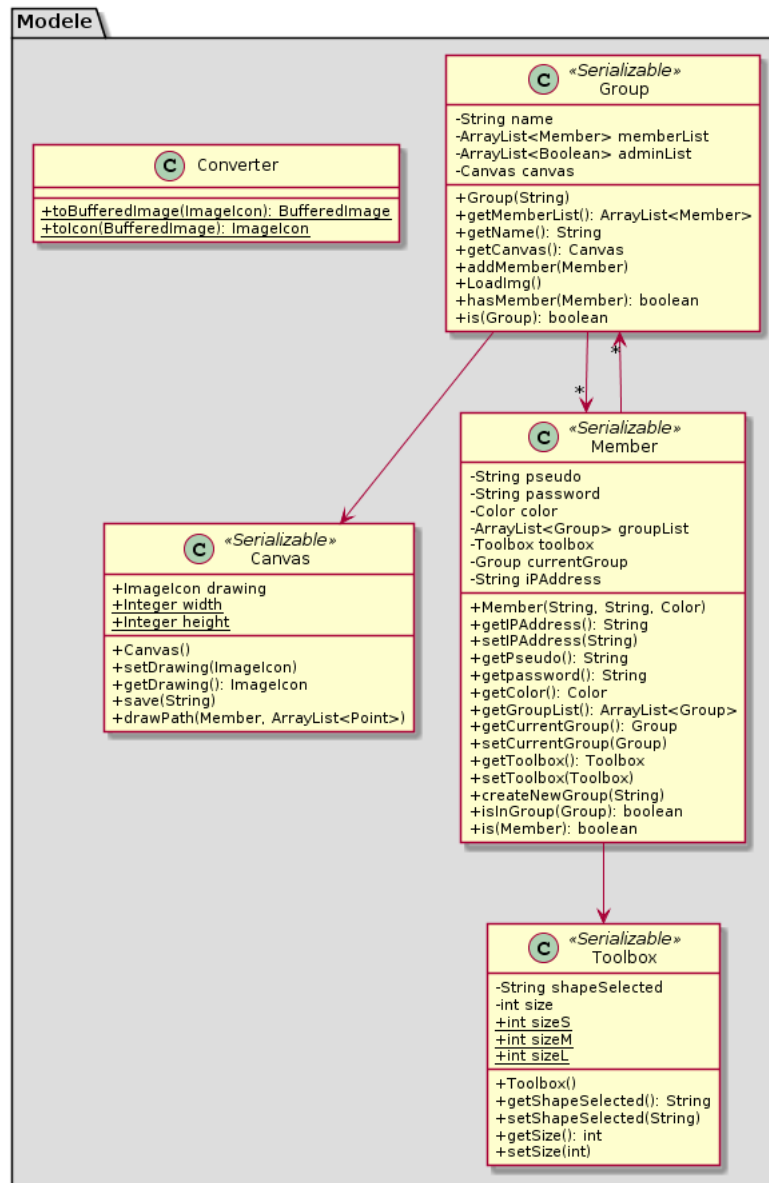 Modele
«Serializable»
C Group
-String name
-ArrayList<Member> memberList
-ArrayList<Boolean> adminList
-Canvas canvas
+Group(String)
+getMemberList(): ArrayList<Member>
+getName(): String
+getCanvas(): Canvas
+addMember(Member)
+LoadImg()
+hasMember(Member): boolean
+is(Group): boolean
C Converter
+toBufferedImage(ImageIcon): BufferedImage
+toIcon(BufferedImage): ImageIcon
*
*
«Serializable»
C Member
-String pseudo
-String password
-Color color
-ArrayList<Group> groupList
-Toolbox toolbox
-Group currentGroup
-String iPAddress
+Member(String, String, Color)
+getIPAddress(): String
+setIPAddress(String)
+getPseudo(): String
+getpassword(): String
+getColor(): Color
+getGroupList(): ArrayList<Group>
+getCurrentGroup(): Group
+setCurrentGroup(Group)
+getToolbox(): Toolbox
+setToolbox(Toolbox)
+createNewGroup(String)
+isInGroup(Group): boolean
+is(Member): boolean
«Serializable»
C Canvas
+ImageIcon drawing
+Integer width
+Integer height
+Canvas()
+setDrawing(ImageIcon)
+getDrawing(): ImageIcon
+save(String)
+drawPath(Member, ArrayList<Point>)
«Serializable»
C Toolbox
-String shapeSelected
-int size
+int sizeS
+int sizeM
+int sizeL
+Toolbox()
+getShapeSelected(): String
+setShapeSelected(String)
+getSize(): int
+setSize(int)